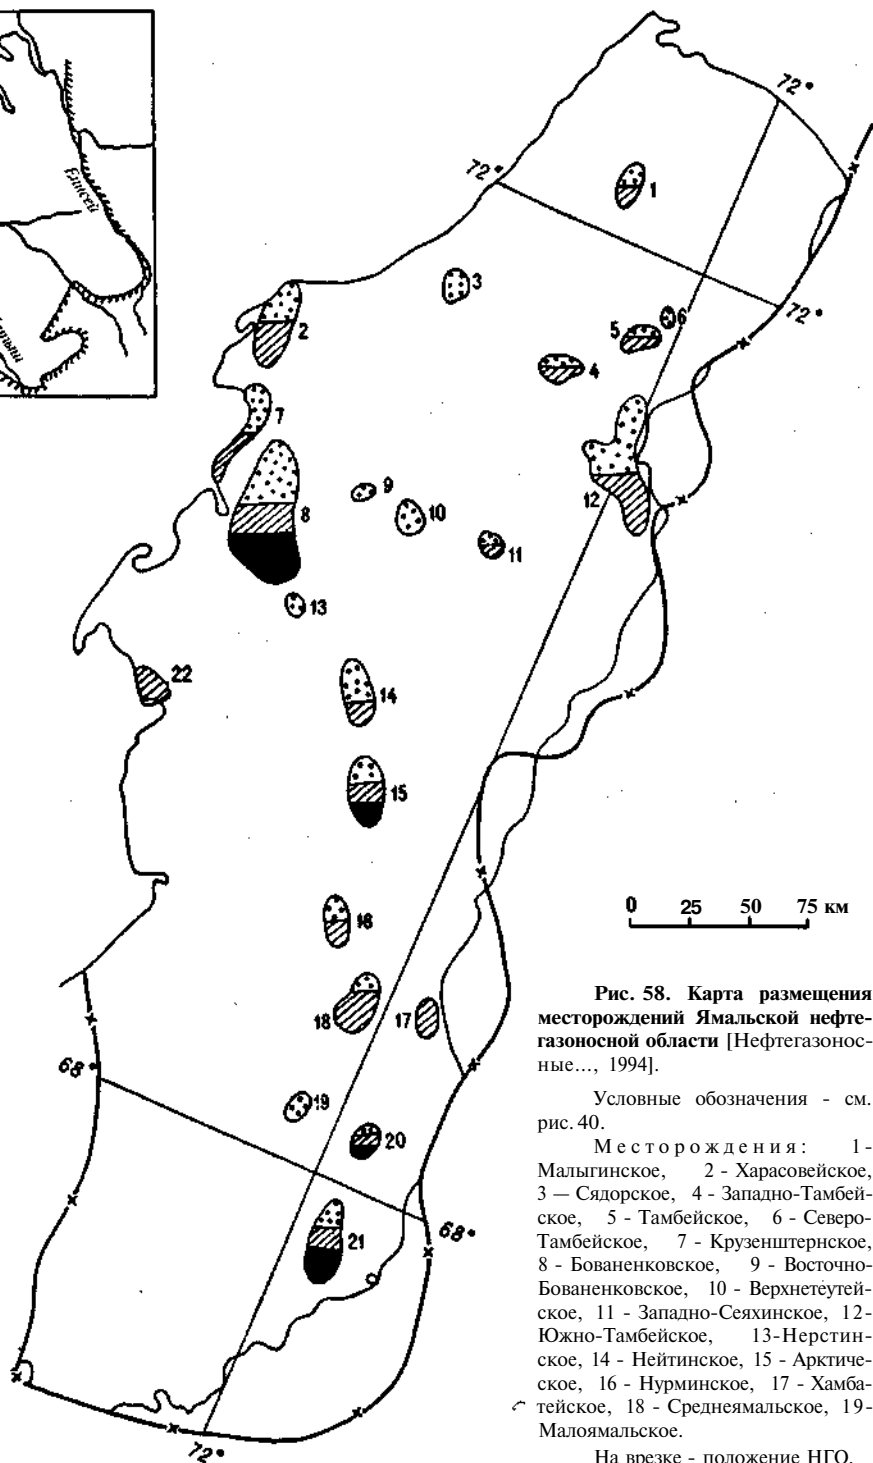 Енисей
72°
72°
1
3
72°
6
5
2
4
7
12
9
8
10
11
13
22
14
15
0 25 50 75 км
16
18
17
68°
19
20
68°
21
72°
Рис. 58. Карта размещения
месторождений Ямальской нефте-
газоносной области [Нефтегазонос-
ные..., 1994].
Условные обозначения - см.
рис. 40.
Месторождения: 1 -
Малыгинское, 2 - Харасовейское,
3 — Сядорское, 4 - Западно-Тамбей-
ское, 5 - Тамбейское, 6 - Северо-
Тамбейское, 7 - Крузенштернское,
8 - Бованенковское, 9 - Восточно-
Бованенковское, 10 - Верхнетеутей-
ское, 11 - Западно-Сеяхинское, 12-
Южно-Тамбейское, 13-Нерстин-
ское, 14 - Нейтинское, 15 - Арктиче-
ское, 16 - Нурминское, 17 - Хамба-
тейское, 18 - Среднеямальское, 19-
Малоямальское.
На врезке - положение НГО.